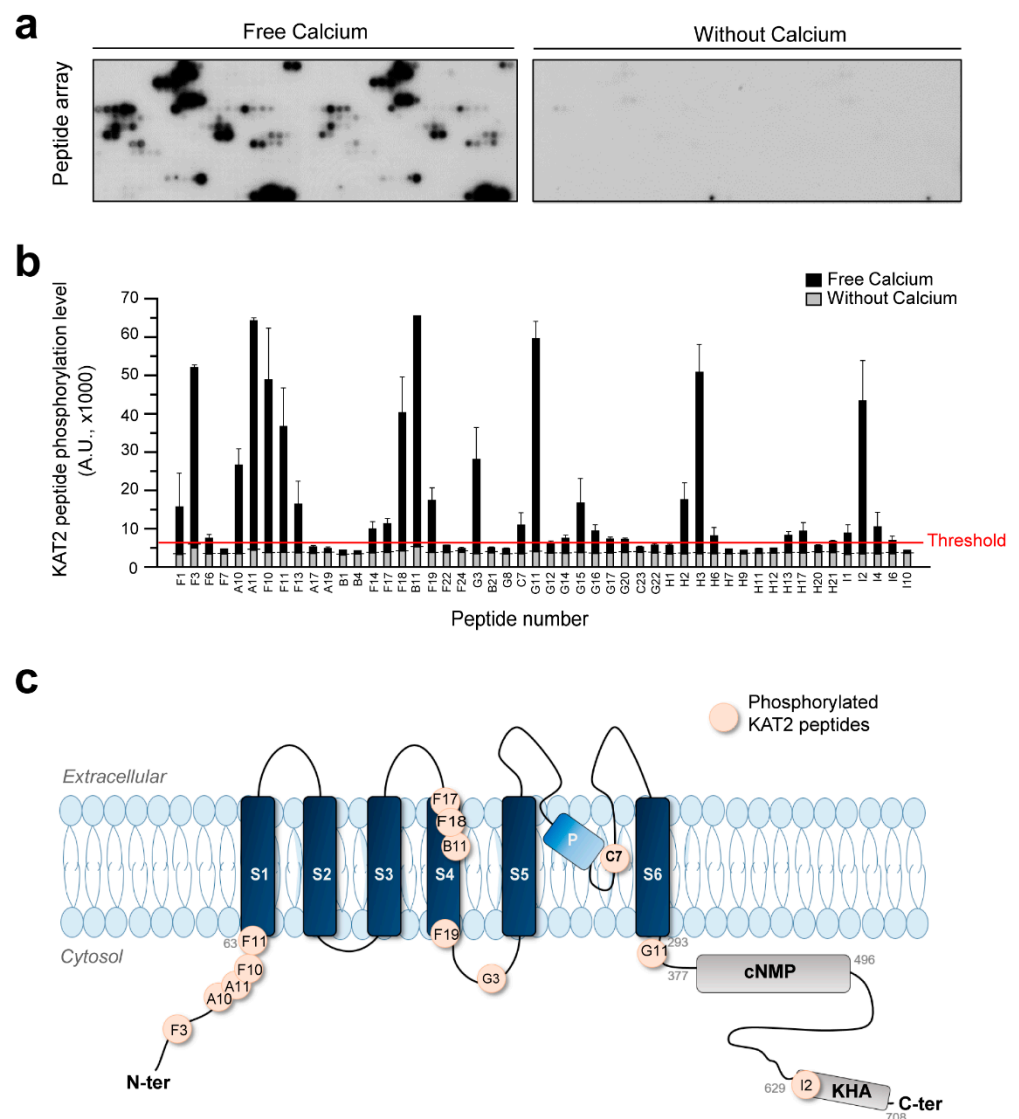 a
Free Calcium
Without Calcium
Peptide array
b
KAT2 peptide phosphorylation level
(A.U., x1000)
Free Calcium
Without Calcium
70
60
50
40
30
20
10
0
Threshold
F1 F3 F6 F7 A10 A11 F10 F11 F13 A17 A19 B1 B4 F14 F17 F18 B11 F19 F22 F24 G3 B21 G8 C7 G11 G12 G14 G15 G16 G17 G20 C23 G22 H1 H2 H3 H6 H7 H9 H11 H12 H13 H17 H20 H21 I1 I2 I4 I6 I10
Peptide number
c
Phosphorylated
KAT2 peptides
Extracellular
F17
F18
B11
P
C7
S1 S2 S3 S4 S5 S6
F19
63 F11
G11 293
Cytosol
F10
A11
A10
G3
377 cNMP 496
F3
N-ter
629 I2 KHA C-ter
708